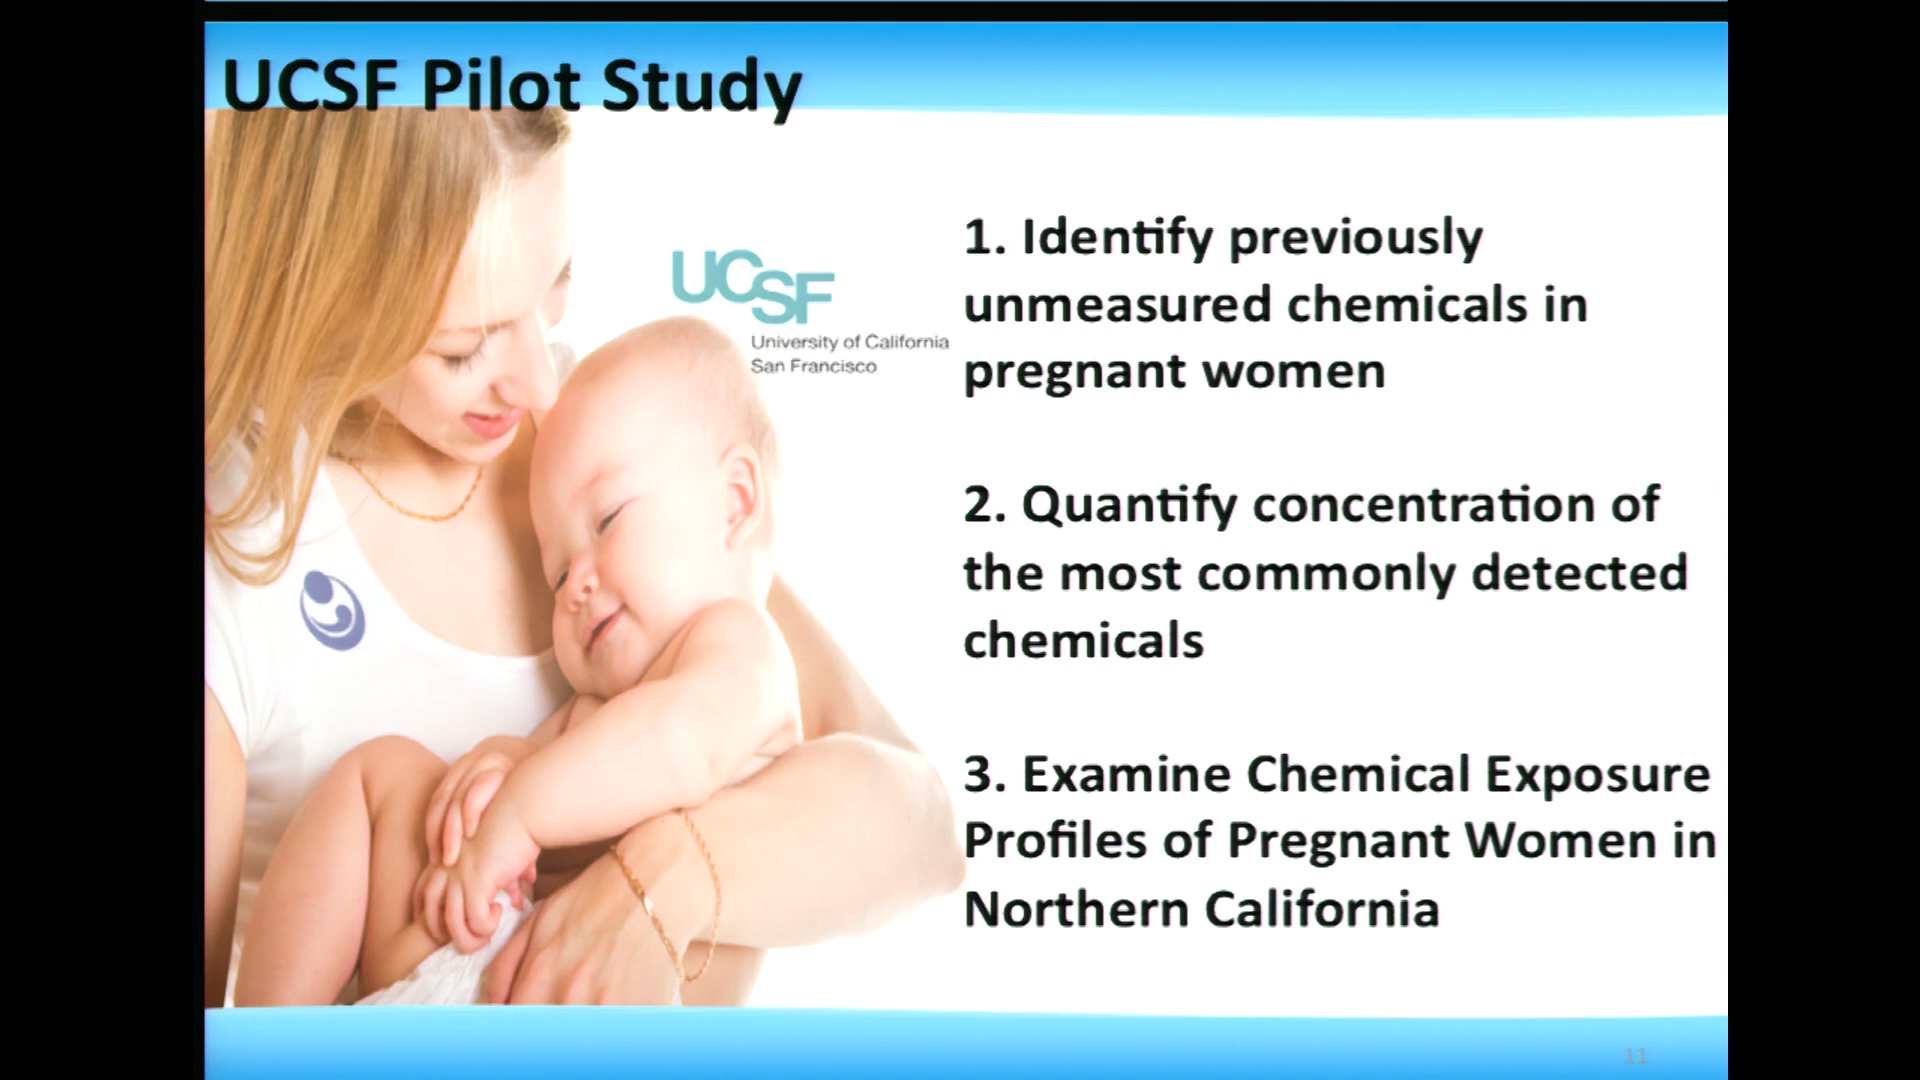 UCSF Pilot Study
UCSF
University of California
San Francisco
1. Identify previously
unmeasured chemicals in
pregnant women
2. Quantify concentration of
the most commonly detected
chemicals
3. Examine Chemical Exposure
Profiles of Pregnant Women in
Northern California
11